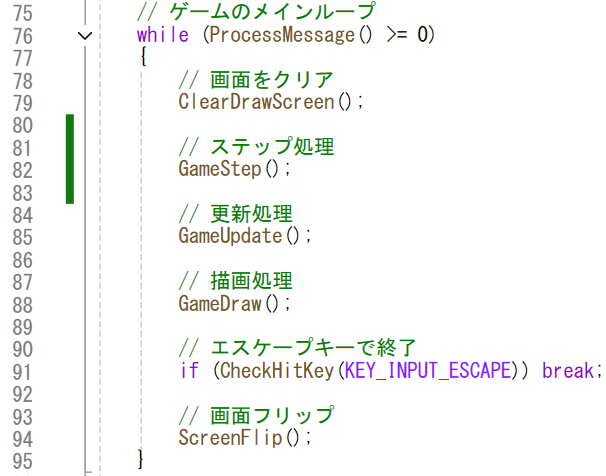 75 // ゲームのメインループ
76 while (ProcessMessage() >= 0)
77 {
78 // 画面をクリア
79 ClearDrawScreen();
80
81 // ステップ処理
82 GameStep();
83
84 // 更新処理
85 GameUpdate();
86
87 // 描画処理
88 GameDraw();
89
90 // エスケープキーで終了
91 if (CheckHitKey(KEY_INPUT_ESCAPE)) break;
92
93 // 画面フリップ
94 ScreenFlip();
95 }